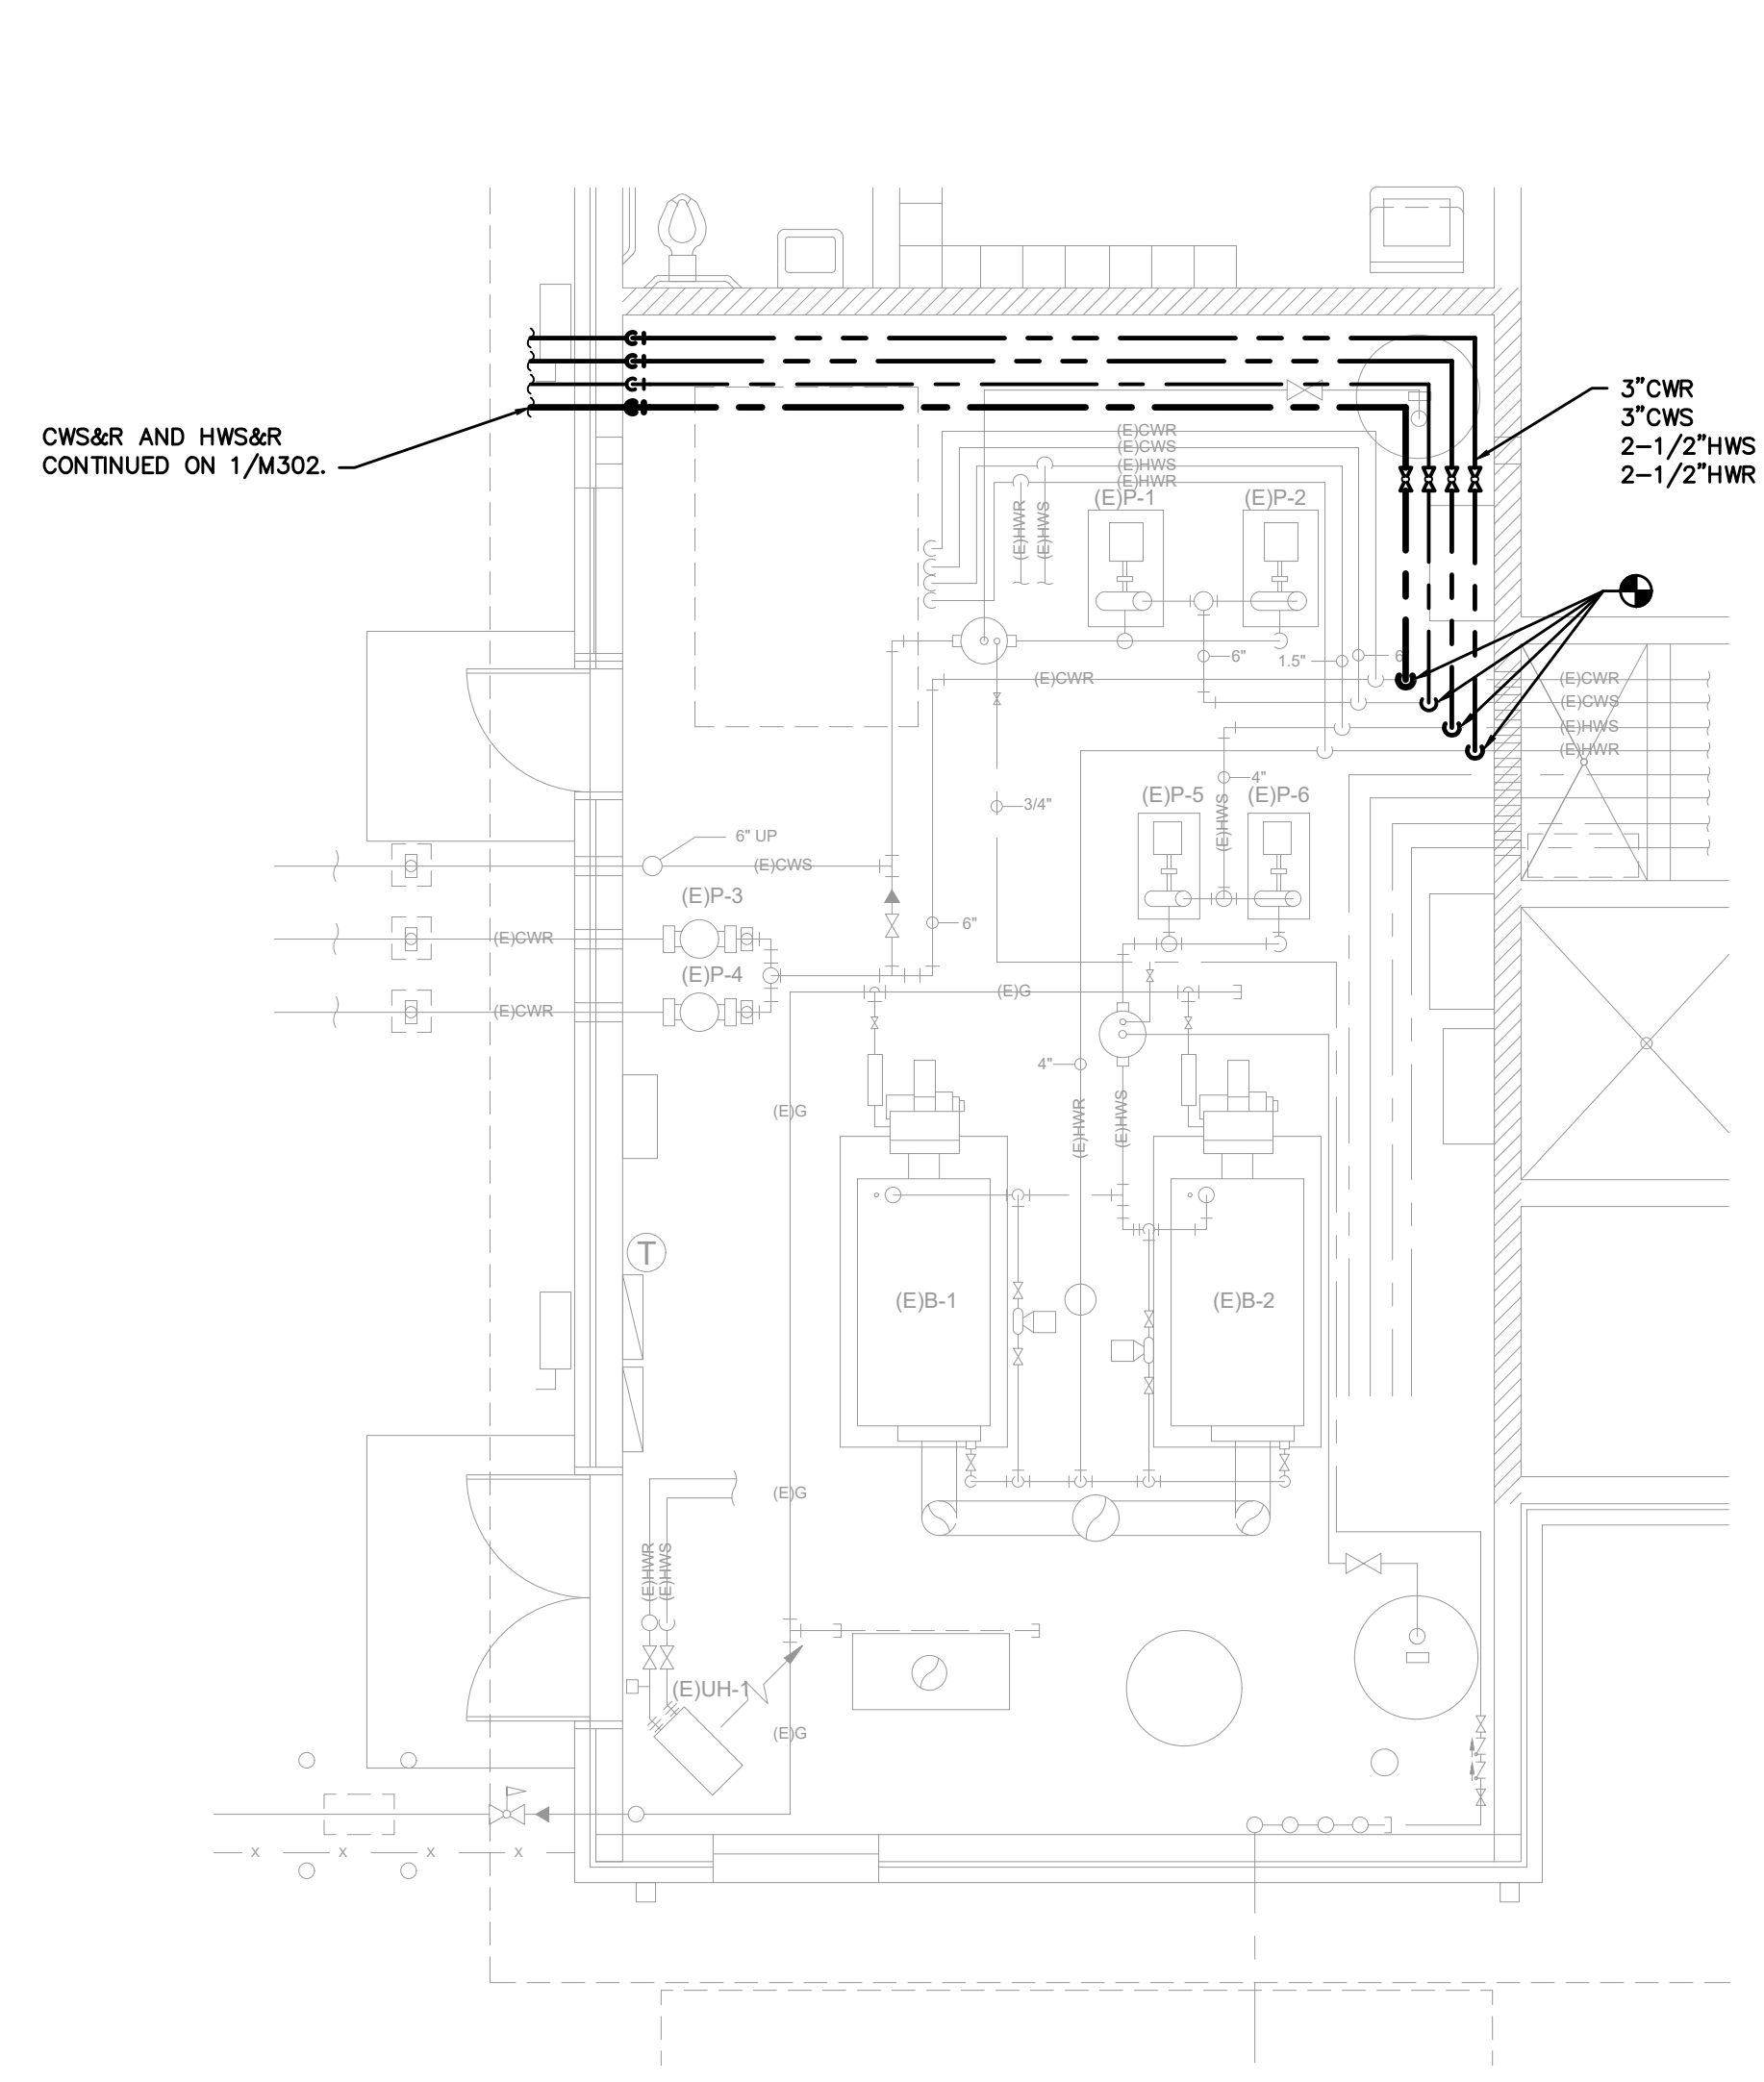 3"CWR
3"CWS
2-1/2"HWS
2-1/2"HWR
CWS&R AND HWS&R
CONTINUED ON 1/M302.
(E)CWR
(E)CWS
(E)HWS
(E)HWR
(E)P-1
(E)P-2
(E)HWR
(E)HWS
6"
1.5"
6"
(E)CWR
(E)CWR
(E)CWS
(E)HWS
(E)HWR
4"
(E)P-5
(E)P-6
3/4"
(E)HWS
6" UP
(E)CWS
(E)P-3
6"
(E)CWR
(E)P-4
(E)G
(E)CWR
4"
(E)G
(E)HWR
(E)HWS
T
(E)B-1
(E)B-2
(E)G
(E)HWR
(E)HWS
(E)UH-1
(E)G
X X X X